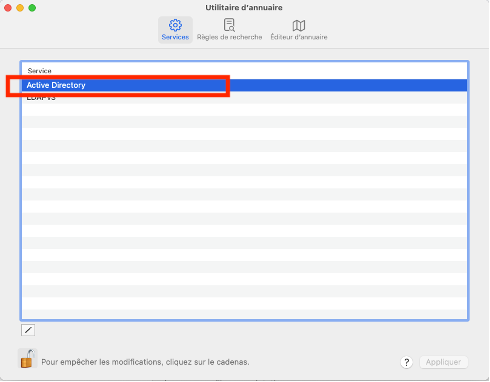 Utilitaire d'annuaire
Services
Règles de recherche
Éditeur d'annuaire
Service
Active Directory
LDAPv3
Pour empêcher les modifications, cliquez sur le cadenas.
?
Appliquer